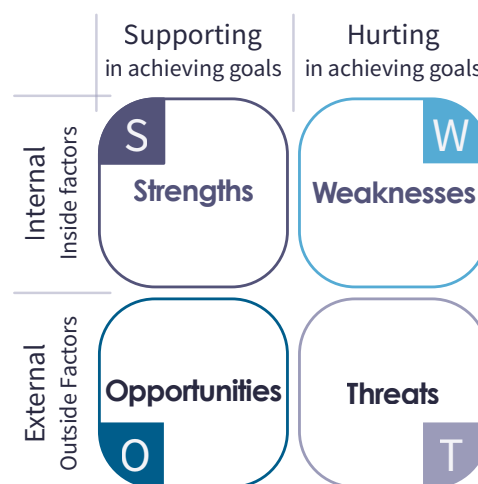 Supporting
in achieving goals
Hurting
in achieving goals
Internal
Inside factors
S
Strengths
W
Weaknesses
External
Outside Factors
Opportunities
O
Threats
T